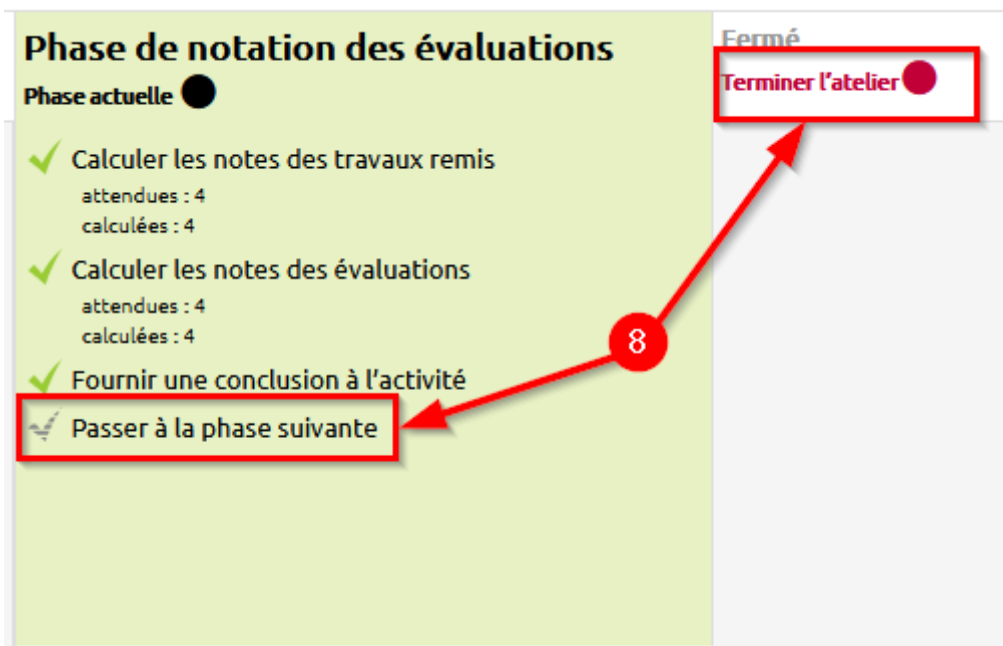 Phase de notation des évaluations
Phase actuelle
Calculer les notes des travaux remis
attendues : 4
calculées : 4
Calculer les notes des évaluations
attendues : 4
calculées : 4
Fournir une conclusion à l'activité
Passer à la phase suivante
Fermé
Terminer l'atelier
8